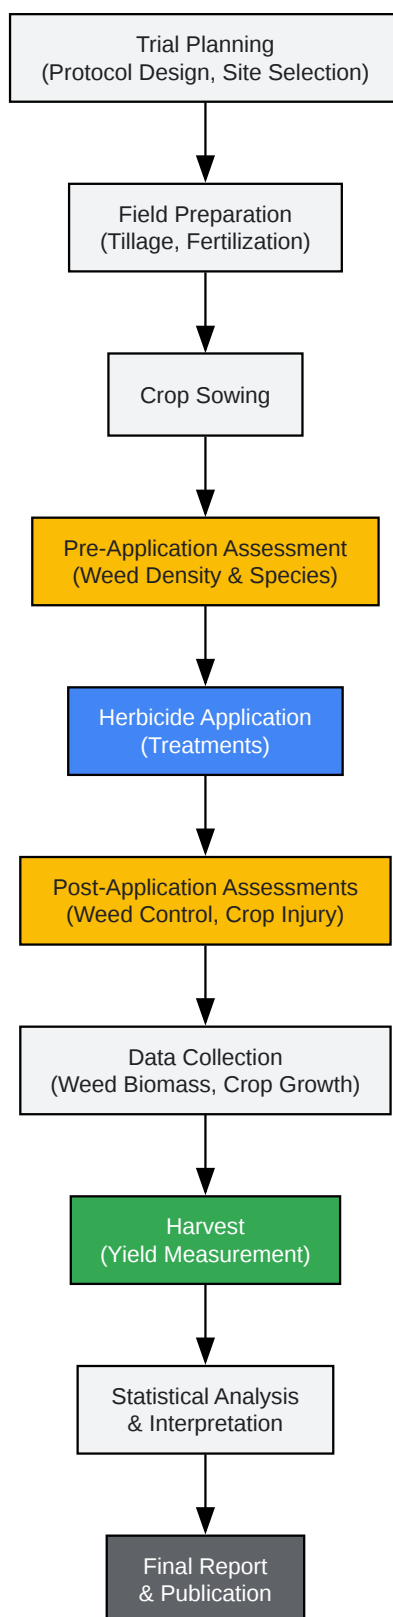 Trial Planning
(Protocol Design, Site Selection)
Field Preparation
(Tillage, Fertilization)
Crop Sowing
Pre-Application Assessment
(Weed Density & Species)
Herbicide Application
(Treatments)
Post-Application Assessments
(Weed Control, Crop Injury)
Data Collection
(Weed Biomass, Crop Growth)
Harvest
(Yield Measurement)
Statistical Analysis
& Interpretation
Final Report
& Publication